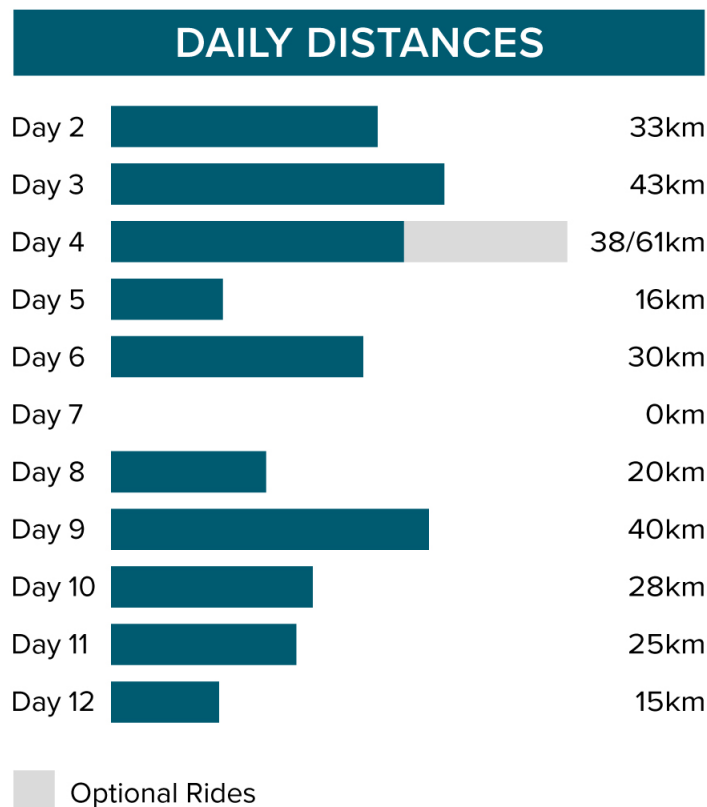 DAILY DISTANCES
Day 2 33km
Day 3 43km
Day 4 38/61km
Day 5 16km
Day 6 30km
Day 7 0km
Day 8 20km
Day 9 40km
Day 10 28km
Day 11 25km
Day 12 15km
Optional Rides